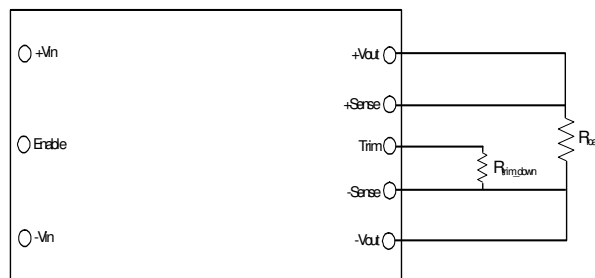 +Vin
Enable
-Vin
+Vout
+Sense
Trim
-Sense
-Vout
Rtrim_down